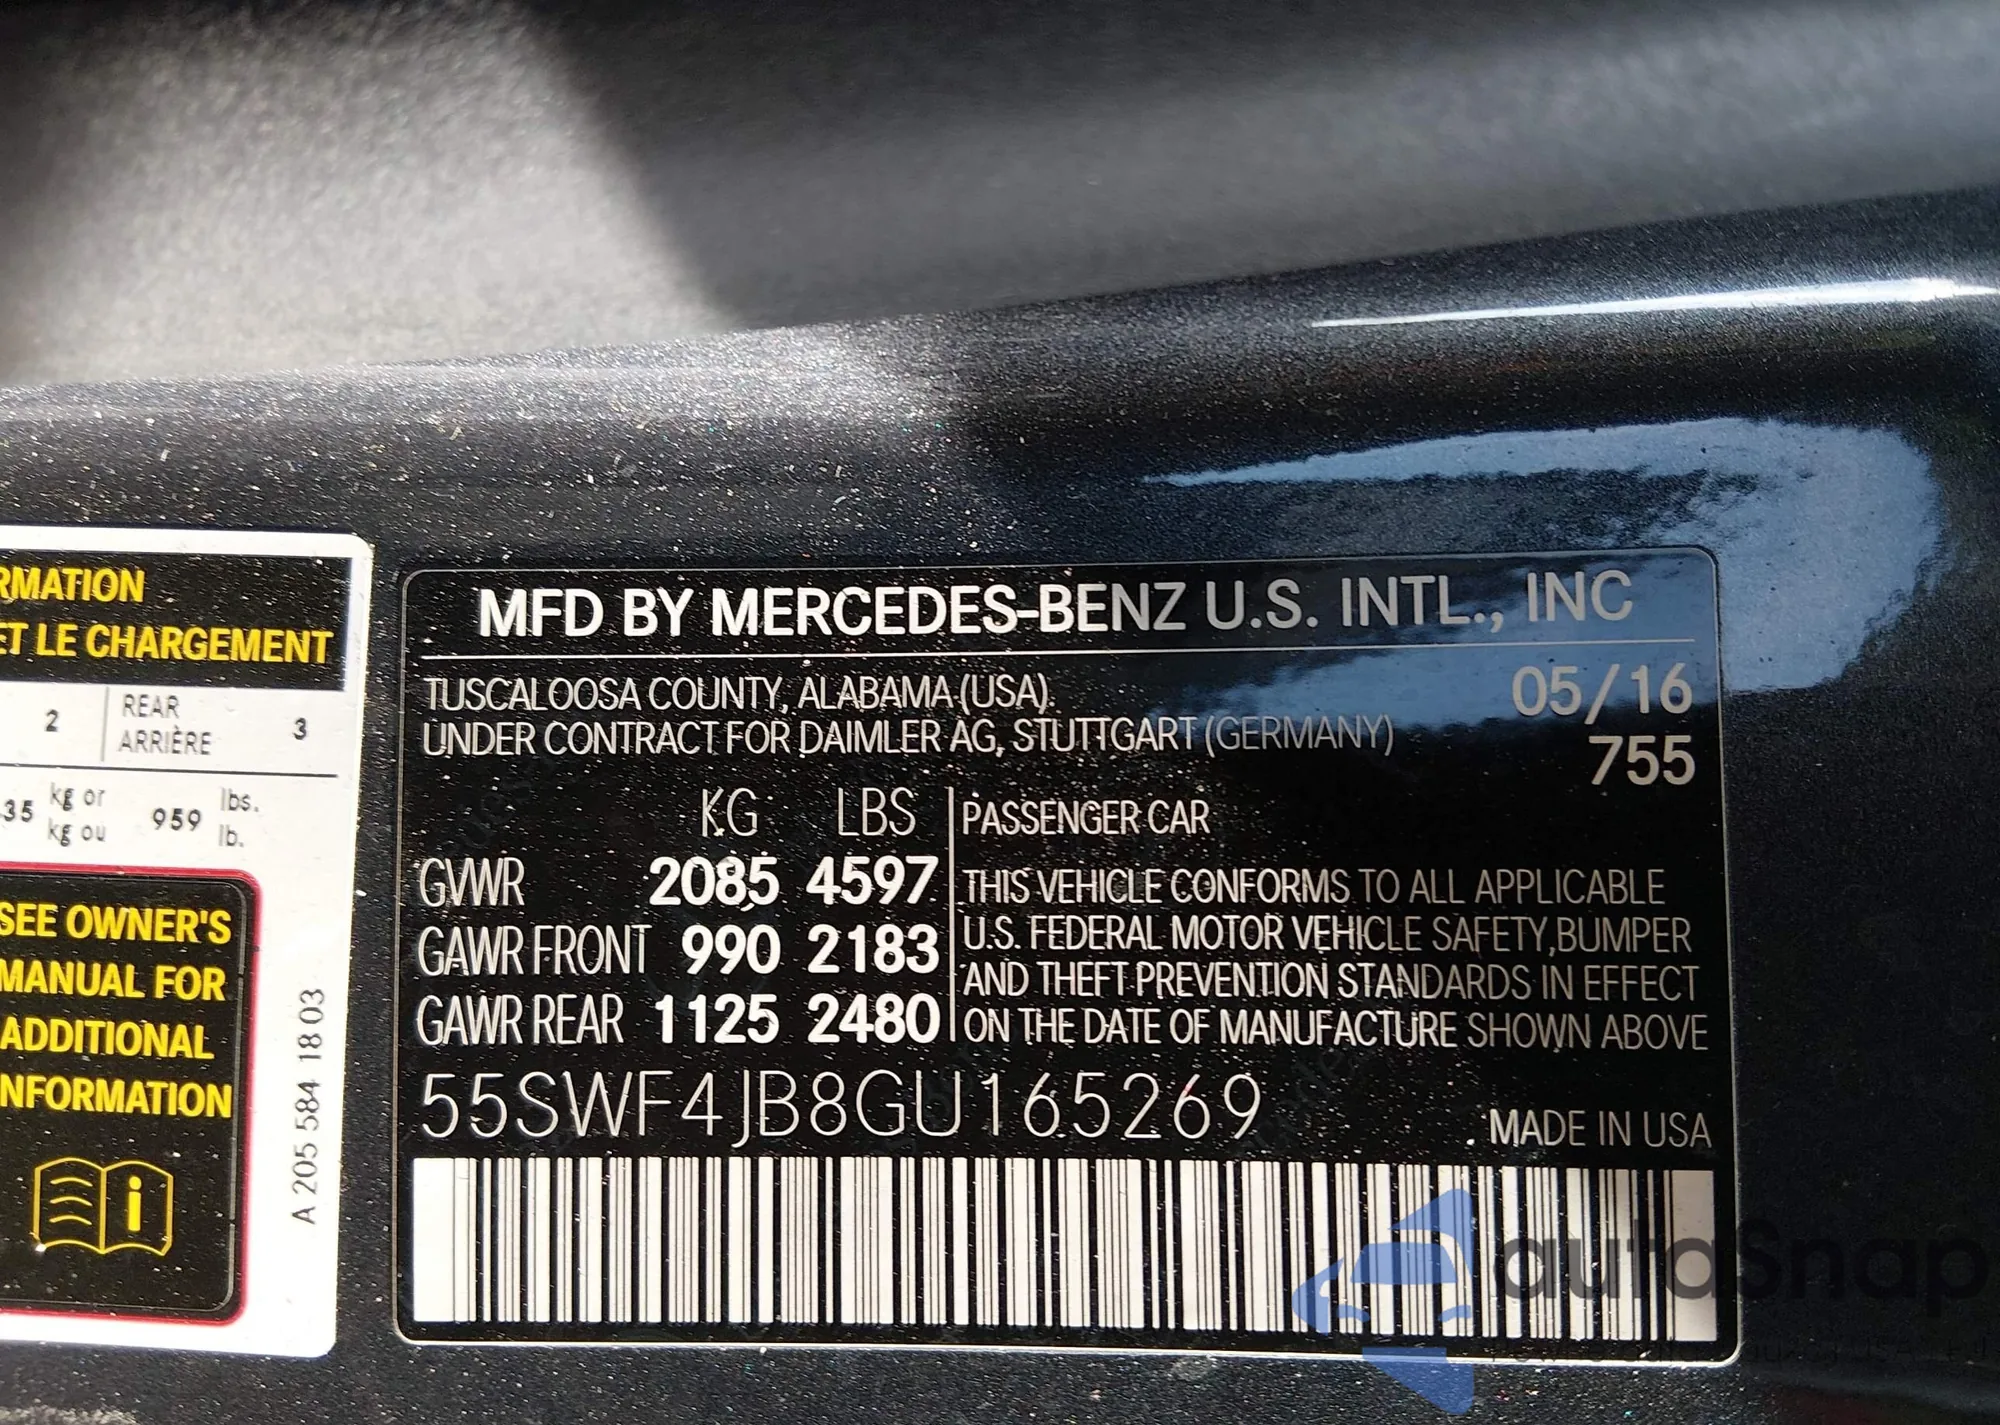 RMATION
ET LE CHARGEMENT
2 REAR ARRIÈRE 3
35 kg or kg ou 959 lbs. lb.
SEE OWNER'S
MANUAL FOR
ADDITIONAL
NFORMATION
i
A 205 584 18 03
MFD BY MERCEDES-BENZ U.S. INTL., INC
TUSCALOOSA COUNTY, ALABAMA (USA). 05/16
UNDER CONTRACT FOR DAIMLER AG, STUTTGART (GERMANY)
755
KG LBS
GVWR 2085 4597
GAWR FRONT 990 2183
GAWR REAR 1125 2480
PASSENGER CAR
THIS VEHICLE CONFORMS TO ALL APPLICABLE
U.S. FEDERAL MOTOR VEHICLE SAFETY, BUMPER
AND THEFT PREVENTION STANDARDS IN EFFECT
ON THE DATE OF MANUFACTURE SHOWN ABOVE
55SWF4JB8GU165269
MADE IN USA
autoSnap